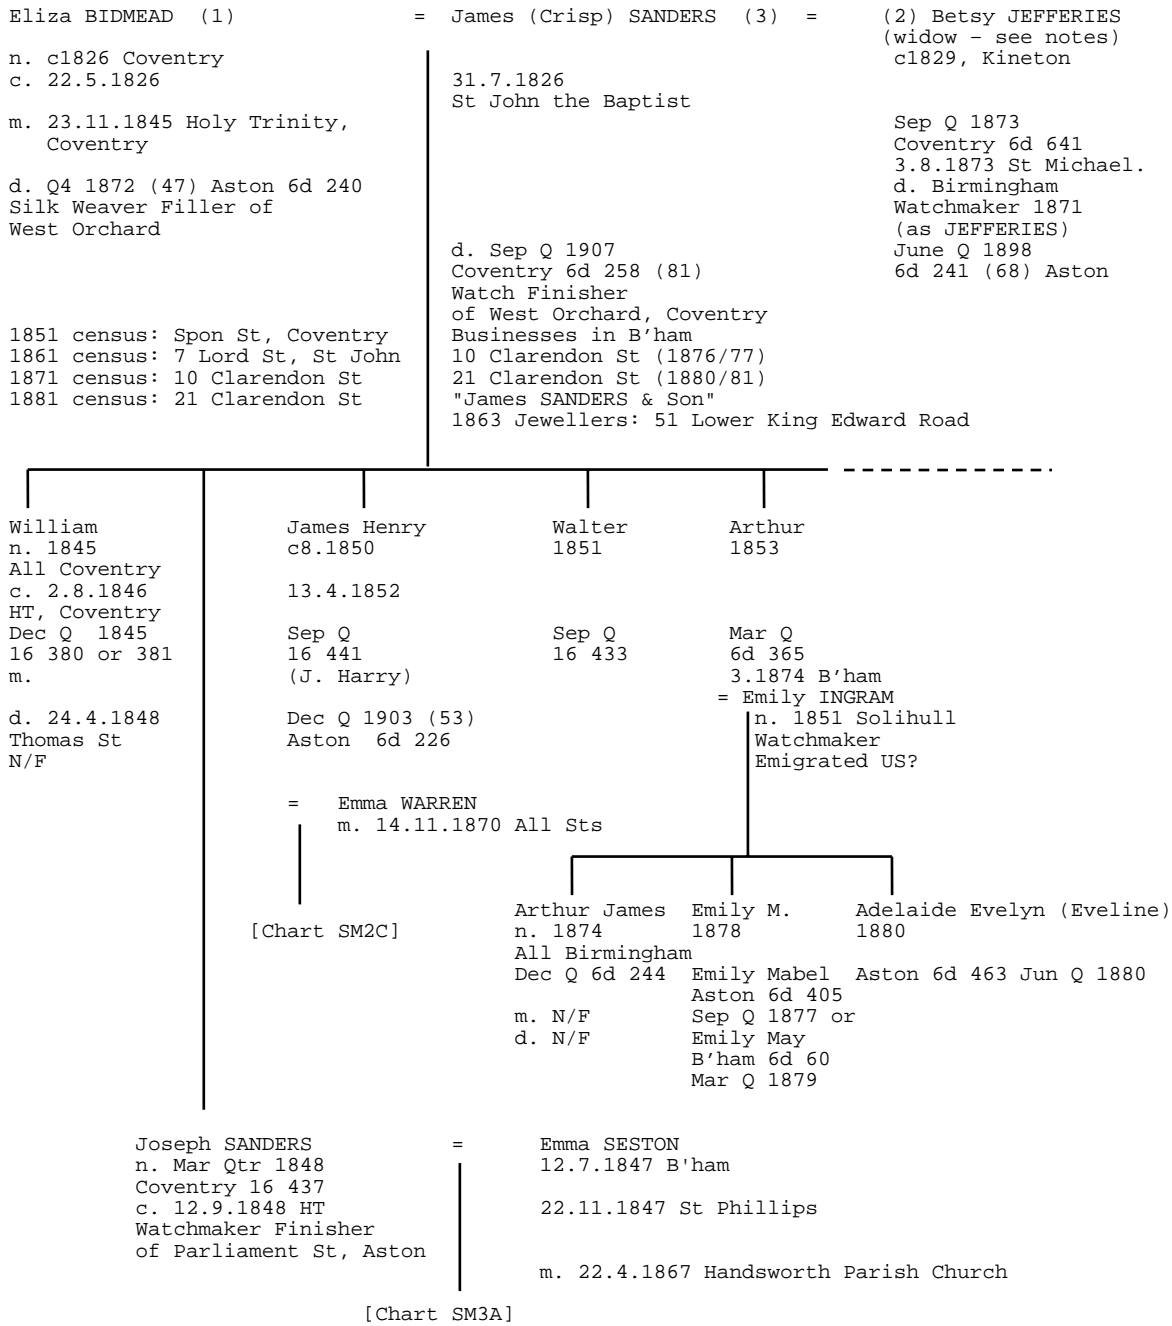 Eliza BIDMEAD (1) = James (Crisp) SANDERS (3) = (2) Betsy JEFFERIES
(widow – see notes)
n. c1826 Coventry c1829, Kineton
c. 22.5.1826 31.7.1826
St John the Baptist
m. 23.11.1845 Holy Trinity, Sep Q 1873
Coventry Coventry 6d 641
3.8.1873 St Michael.
d. Q4 1872 (47) Aston 6d 240 d. Birmingham
Silk Weaver Filler of Watchmaker 1871
West Orchard (as JEFFERIES)
d. Sep Q 1907 June Q 1898
Coventry 6d 258 (81) 6d 241 (68) Aston
Watch Finisher
of West Orchard, Coventry
1851 census: Spon St, Coventry Businesses in B'ham
1861 census: 7 Lord St, St John 10 Clarendon St (1876/77)
1871 census: 10 Clarendon St 21 Clarendon St (1880/81)
1881 census: 21 Clarendon St "James SANDERS & Son"
1863 Jewellers: 51 Lower King Edward Road
William James Henry Walter Arthur
n. 1845 c8.1850 1851 1853
All Coventry
c. 2.8.1846 13.4.1852
HT, Coventry
Dec Q 1845 Sep Q Sep Q Mar Q
16 380 or 381 16 441 16 433 6d 365
m. (J. Harry) 3.1874 B'ham
= Emily INGRAM
d. 24.4.1848 Dec Q 1903 (53) n. 1851 Solihull
Thomas St Aston 6d 226 Watchmaker
N/F Emigrated US?
= Emma WARREN
m. 14.11.1870 All Sts
Arthur James Emily M. Adelaide Evelyn (Eveline)
[Chart SM2C] n. 1874 1878 1880
All Birmingham
Dec Q 6d 244 Emily Mabel Aston 6d 463 Jun Q 1880
Aston 6d 405
m. N/F Sep Q 1877 or
d. N/F Emily May
B'ham 6d 60
Mar Q 1879
Joseph SANDERS = Emma SESTON
n. Mar Qtr 1848 12.7.1847 B'ham
Coventry 16 437
c. 12.9.1848 HT 22.11.1847 St Phillips
Watchmaker Finisher
of Parliament St, Aston
m. 22.4.1867 Handsworth Parish Church
[Chart SM3A]